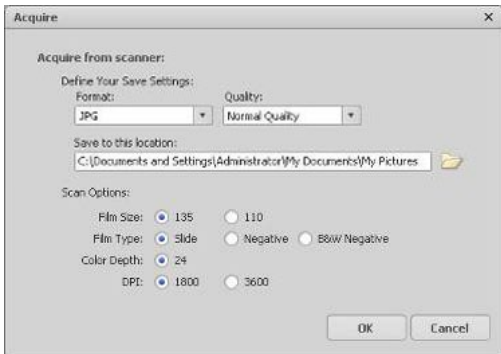 Acquire
Acquire from scanner:
Define Your Save Settings:
Format: Quality:
JPG Normal Quality
Save to this location:
C:\Documents and Settings\Administrator\My Documents\My Pictures
Scan Options:
Film Size: 135 110
Film Type: Slide Negative B&W Negative
Color Depth: 24
DPI: 1800 3600
OK Cancel